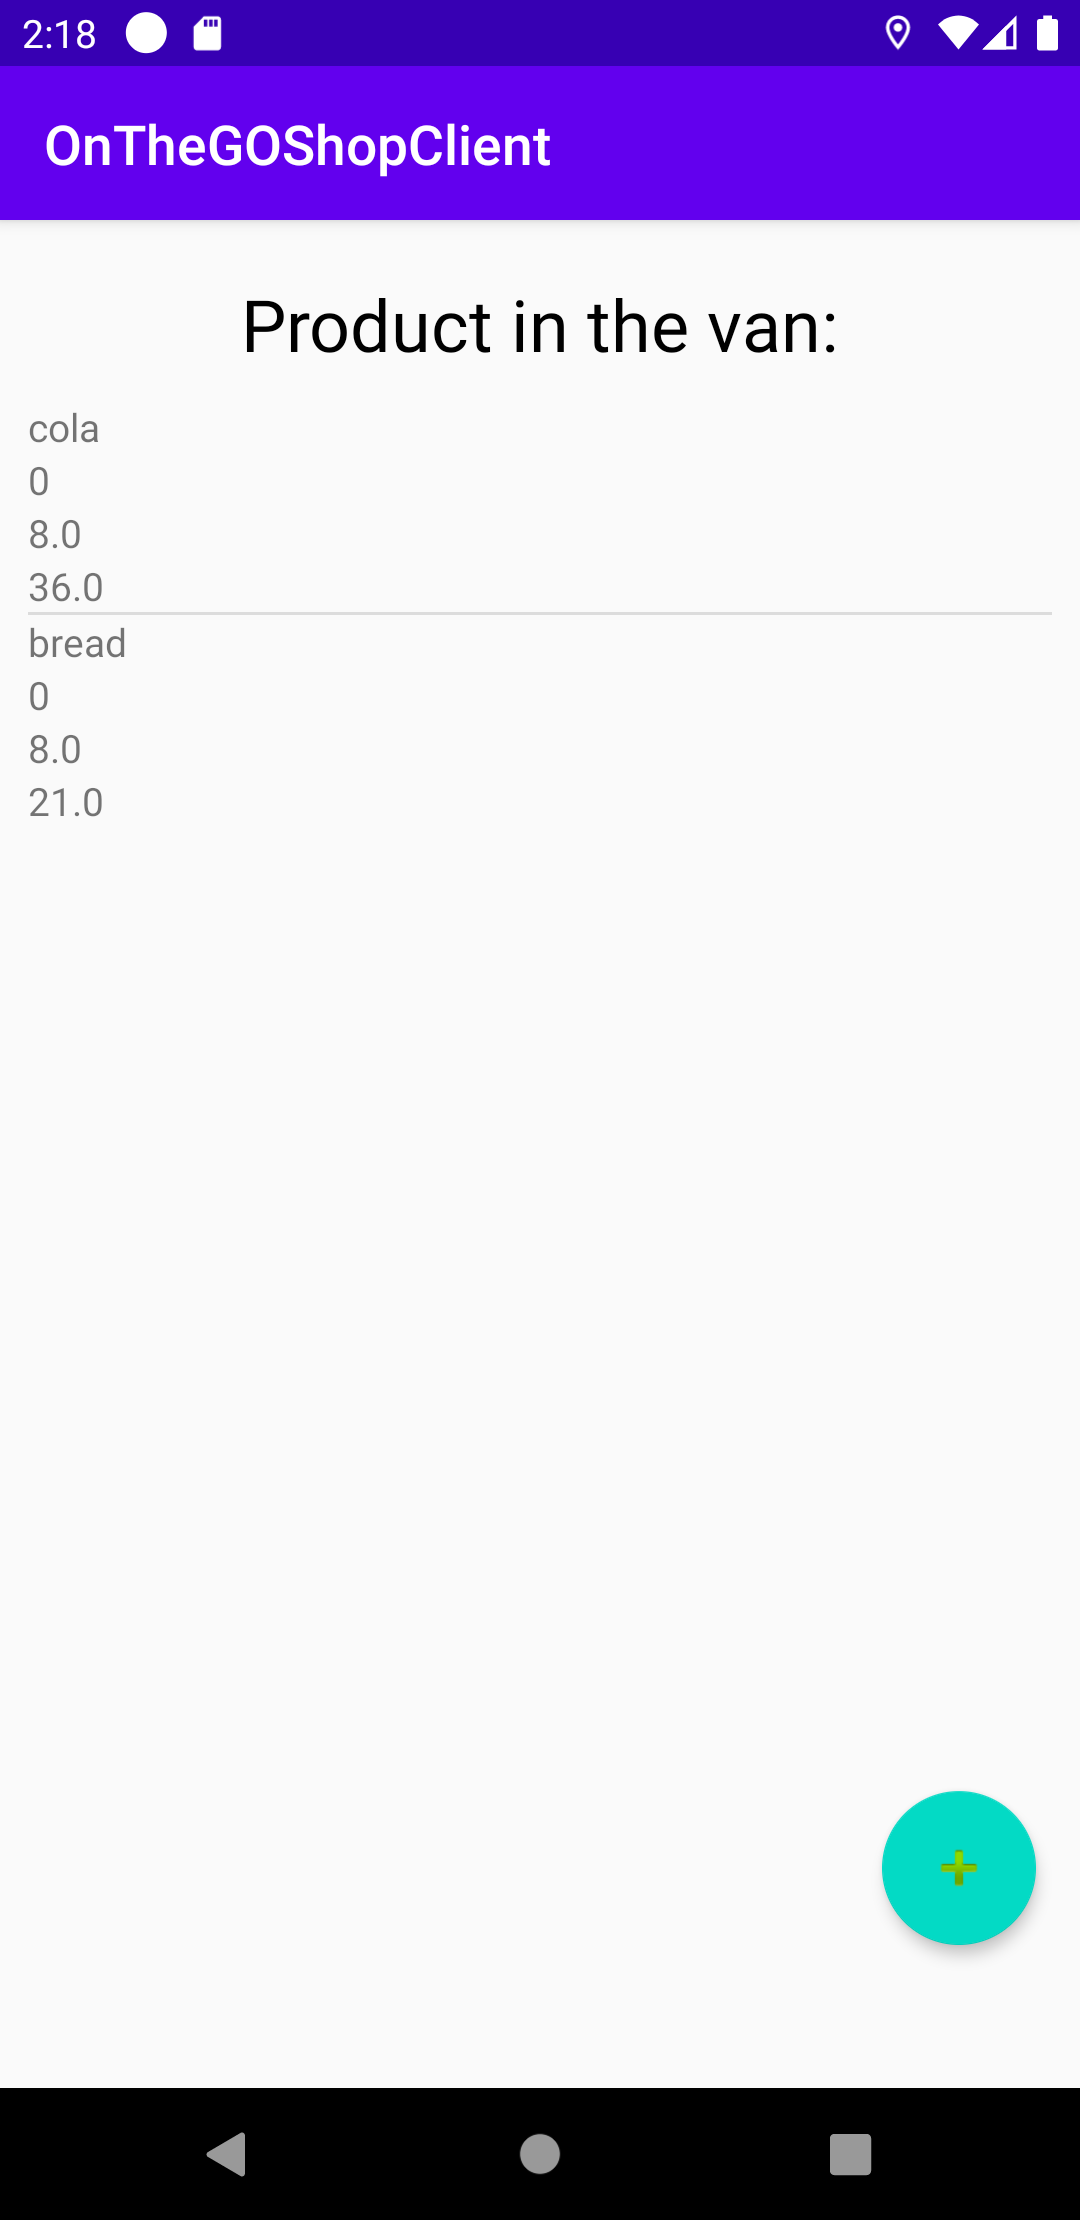 2:18
OnTheGOShopClient
Product in the van:
cola
0
8.0
36.0
bread
0
8.0
21.0